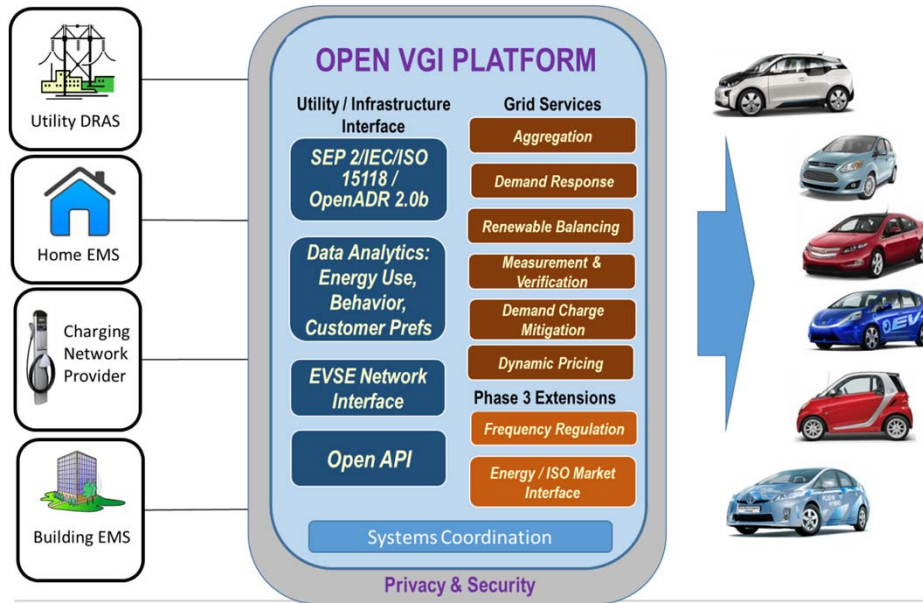 Utility DRAS
Home EMS
Charging
Network
Provider
Building EMS
OPEN VGI PLATFORM
Utility / Infrastructure
Interface
SEP 2/IEC/ISO
15118 /
OpenADR 2.0b
Data Analytics:
Energy Use,
Behavior,
Customer Prefs
EVSE Network
Interface
Open API
Grid Services
Aggregation
Demand Response
Renewable Balancing
Measurement &
Verification
Demand Charge
Mitigation
Dynamic Pricing
Phase 3 Extensions
Frequency Regulation
Energy / ISO Market
Interface
Systems Coordination
Privacy & Security
EV